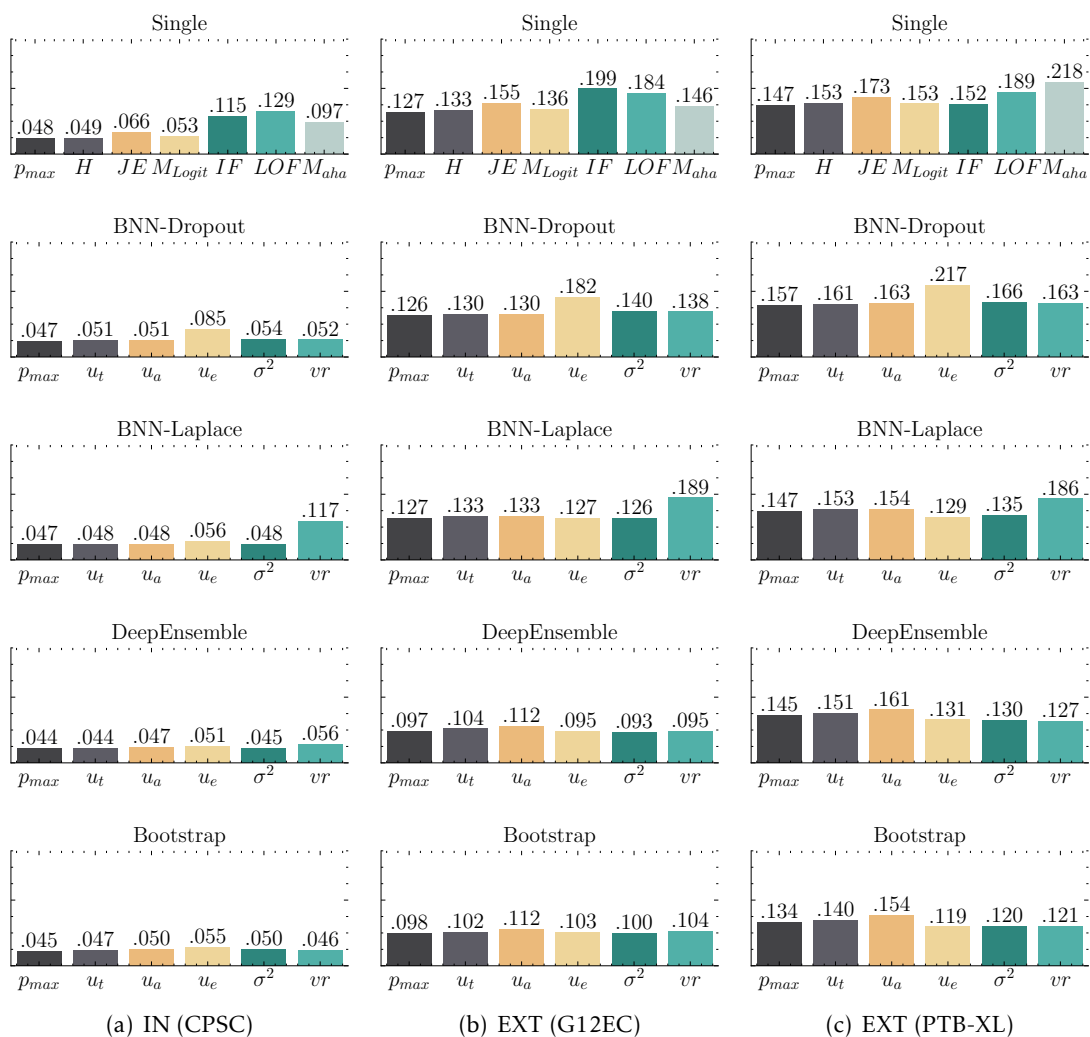 Single Single Single
.048 .049 .066 .053 .115 .129 .097 .127 .133 .155 .136 .199 .184 .146 .147 .153 .173 .153 .152 .189 .218
p_max H JE M_Logit IF LOF M_aha p_max H JE M_Logit IF LOF M_aha p_max H JE M_Logit IF LOF M_aha
BNN-Dropout BNN-Dropout BNN-Dropout
.047 .051 .051 .085 .054 .052 .126 .130 .130 .182 .140 .138 .157 .161 .163 .217 .166 .163
p_max u_t u_a u_e σ² vr p_max u_t u_a u_e σ² vr p_max u_t u_a u_e σ² vr
BNN-Laplace BNN-Laplace BNN-Laplace
.047 .048 .048 .056 .048 .117 .127 .133 .133 .127 .126 .189 .147 .153 .154 .129 .135 .186
p_max u_t u_a u_e σ² vr p_max u_t u_a u_e σ² vr p_max u_t u_a u_e σ² vr
DeepEnsemble DeepEnsemble DeepEnsemble
.044 .044 .047 .051 .045 .056 .097 .104 .112 .095 .093 .095 .145 .151 .161 .131 .130 .127
p_max u_t u_a u_e σ² vr p_max u_t u_a u_e σ² vr p_max u_t u_a u_e σ² vr
Bootstrap Bootstrap Bootstrap
.045 .047 .050 .055 .050 .046 .098 .102 .112 .103 .100 .104 .134 .140 .154 .119 .120 .121
p_max u_t u_a u_e σ² vr p_max u_t u_a u_e σ² vr p_max u_t u_a u_e σ² vr
(a) IN (CPSC) (b) EXT (G12EC) (c) EXT (PTB-XL)